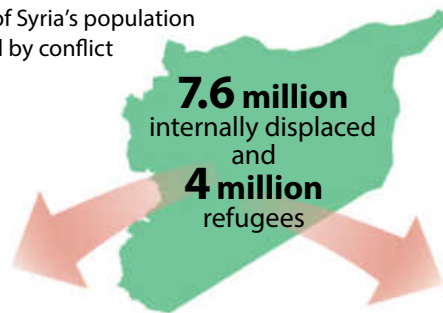 of Syria’s population
by conflict
7.6 million
internally displaced
and
4 million
refugees